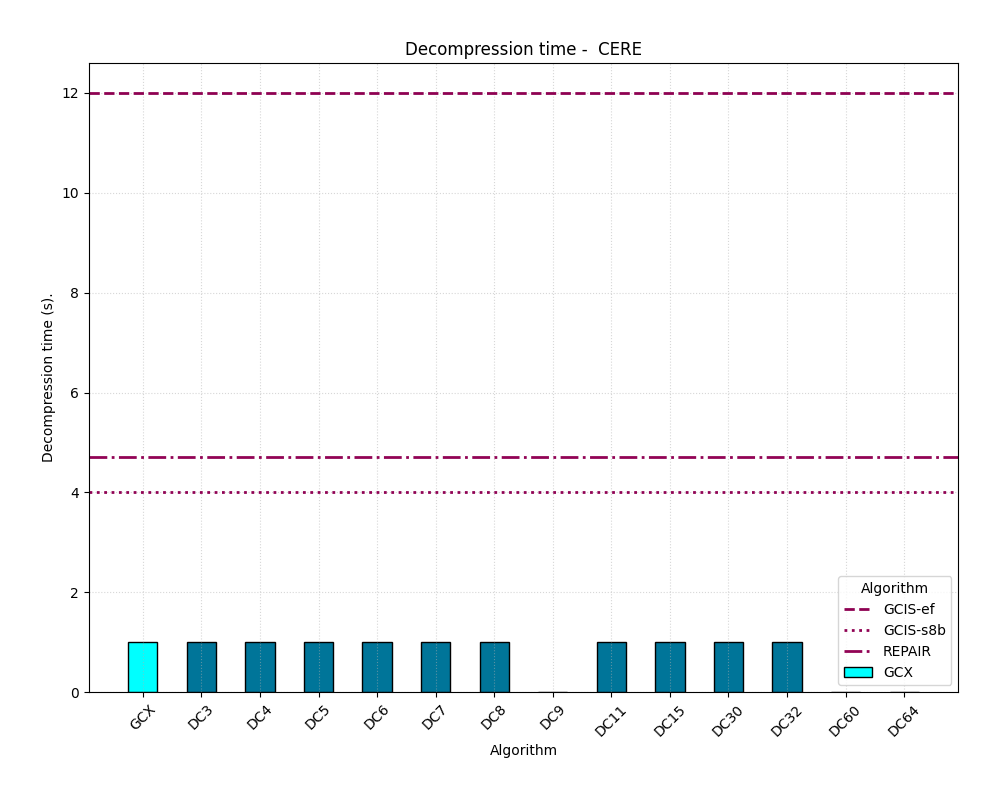 Decompression time -  CERE
Decompression time (s).
12
10
8
6
4
2
0
Algorithm
GCIS-ef
GCIS-s8b
REPAIR
GCX
GCX
DC3
DC4
DC5
DC6
DC7
DC8
DC9
DC11
DC15
DC30
DC32
DC60
DC64
Algorithm